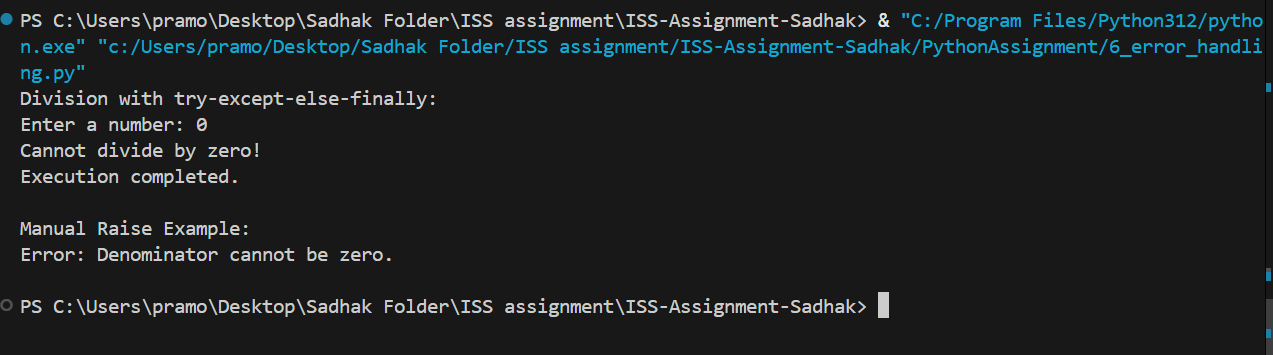 PS C:\Users\pramo\Desktop\Sadhak Folder\ISS assignment\ISS-Assignment-Sadhak> & "C:/Program Files/Python312/pytho
n.exe" "c:/Users/pramo/Desktop/Sadhak Folder/ISS assignment/ISS-Assignment-Sadhak/PythonAssignment/6_error_handli
ng.py"
Division with try-except-else-finally:
Enter a number: 0
Cannot divide by zero!
Execution completed.
Manual Raise Example:
Error: Denominator cannot be zero.
PS C:\Users\pramo\Desktop\Sadhak Folder\ISS assignment\ISS-Assignment-Sadhak>